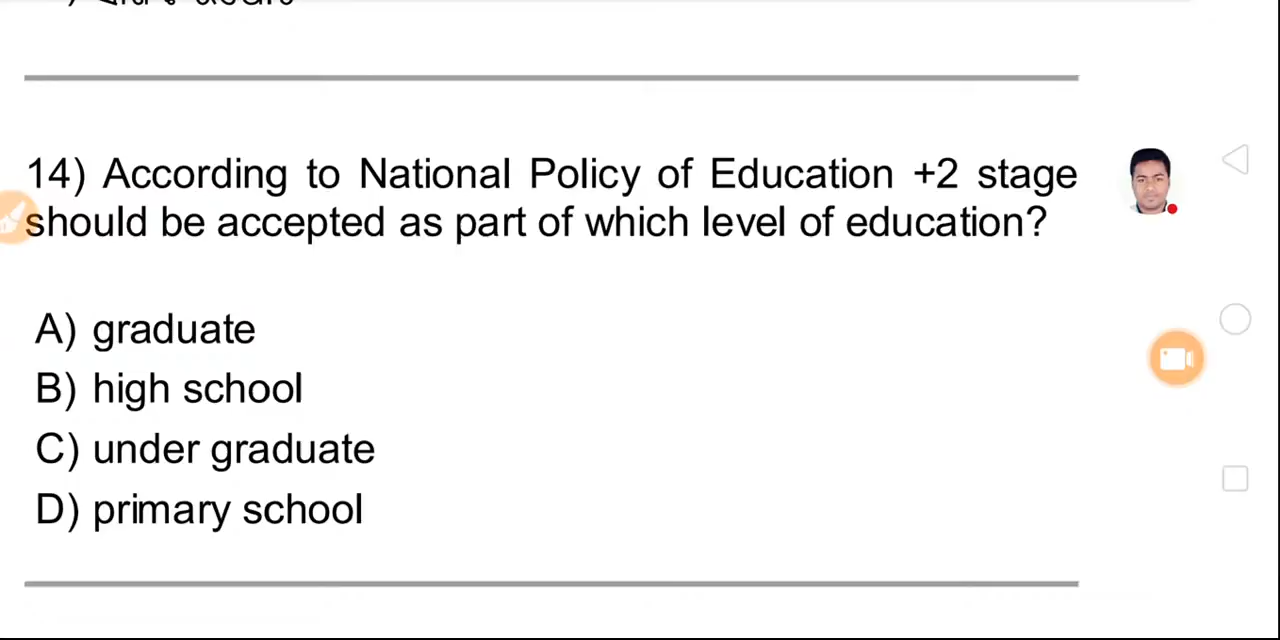 14) According to National Policy of Education +2 stage
should be accepted as part of which level of education?
A) graduate
B) high school
C) under graduate
D) primary school